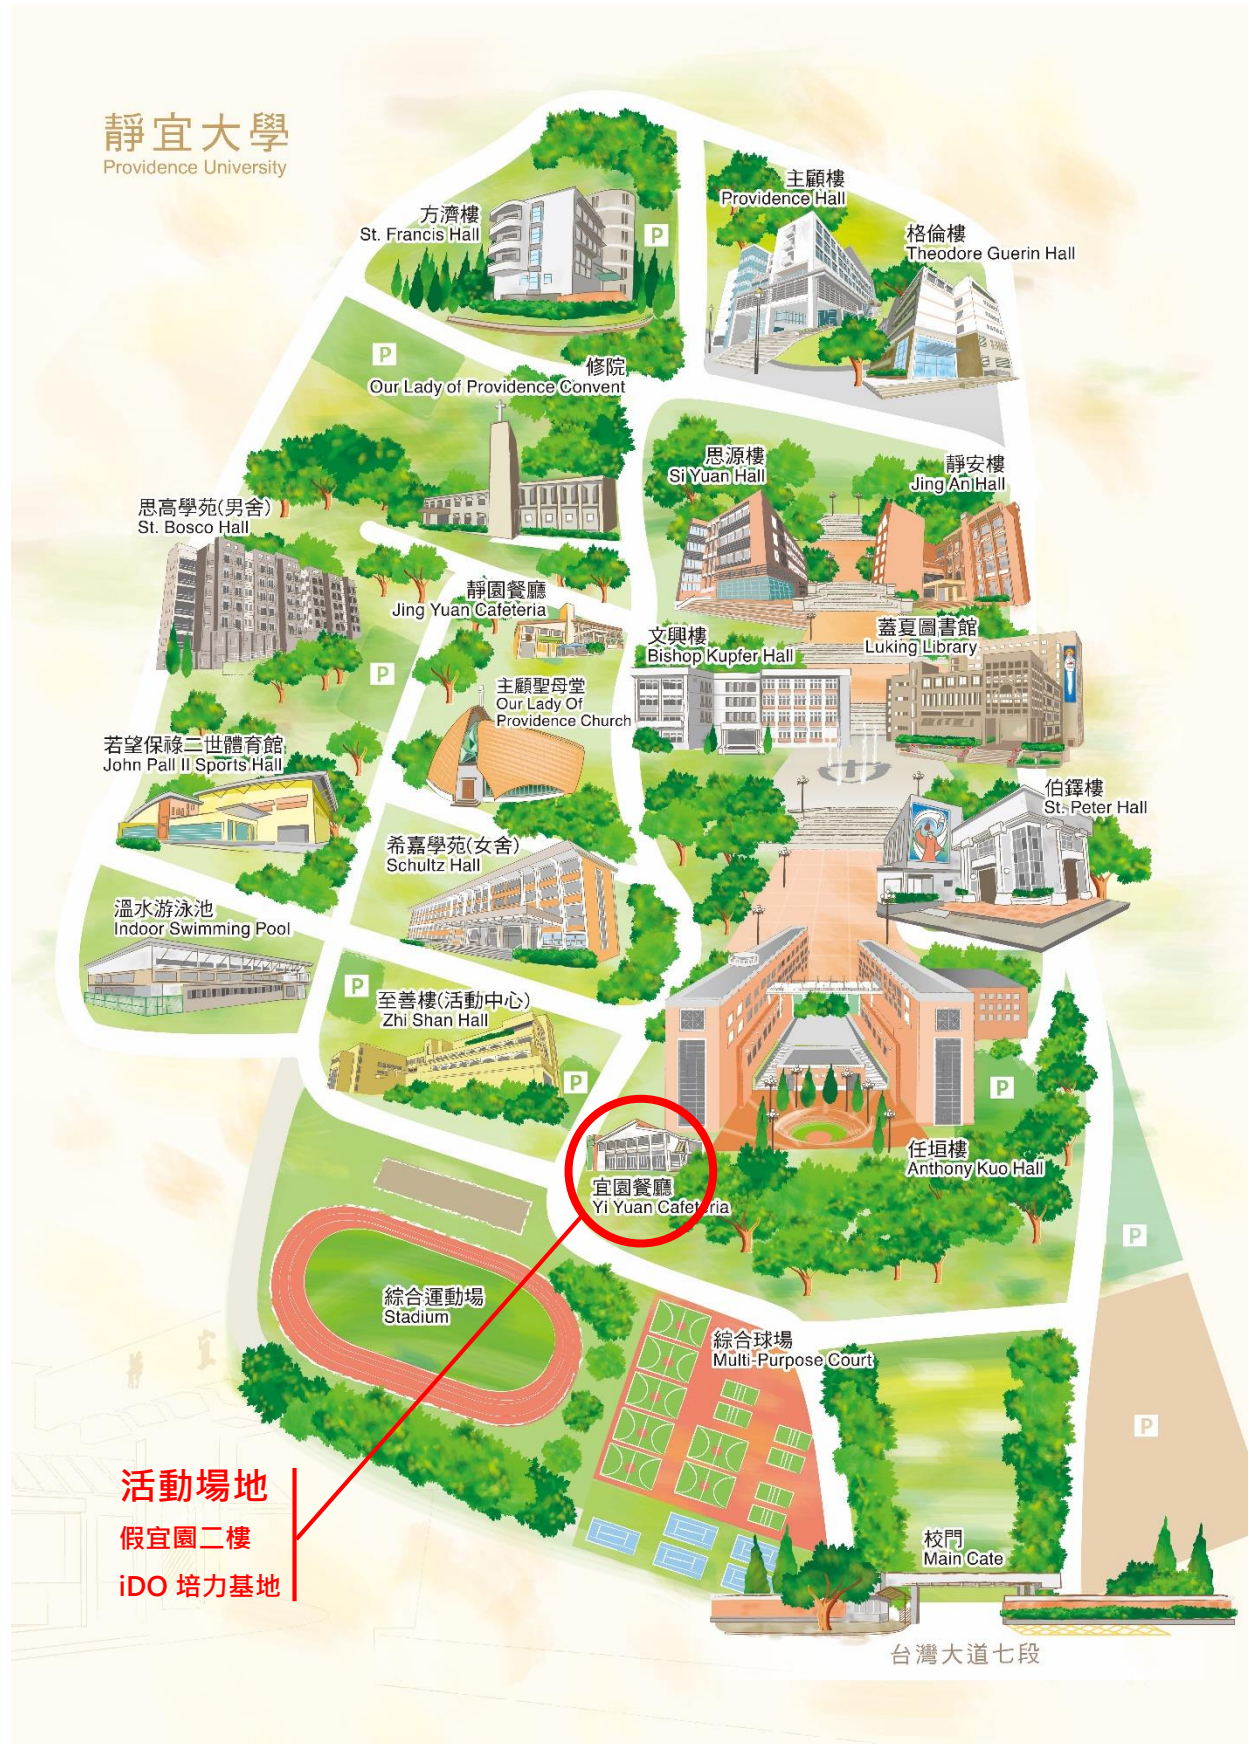 靜宜大學
Providence University
主顧樓
Providence Hall
方濟樓
St. Francis Hall
P
格倫樓
Theodore Guerin Hall
P
修院
Our Lady of Providence Convent
思源樓
Si Yuan Hall
靜安樓
Jing An Hall
思高學苑(男舍)
St. Bosco Hall
靜園餐廳
Jing Yuan Cafeteria
文興樓
Bishop Kupfer Hall
蓋夏圖書館
Luking Library
P
主顧聖母堂
Our Lady Of
Providence Church
若望保祿二世體育館
John Pall II Sports Hall
伯鐸樓
St. Peter Hall
希嘉學苑(女舍)
Schultz Hall
溫水游泳池
Indoor Swimming Pool
P
至善樓(活動中心)
Zhi Shan Hall
P
P
任垣樓
Anthony Kuo Hall
宜園餐廳
Yi Yuan Cafeteria
P
綜合運動場
Stadium
綜合球場
Multi-Purpose Court
P
活動場地
假宜園二樓
iDO 培力基地
校門
Main Cate
台灣大道七段